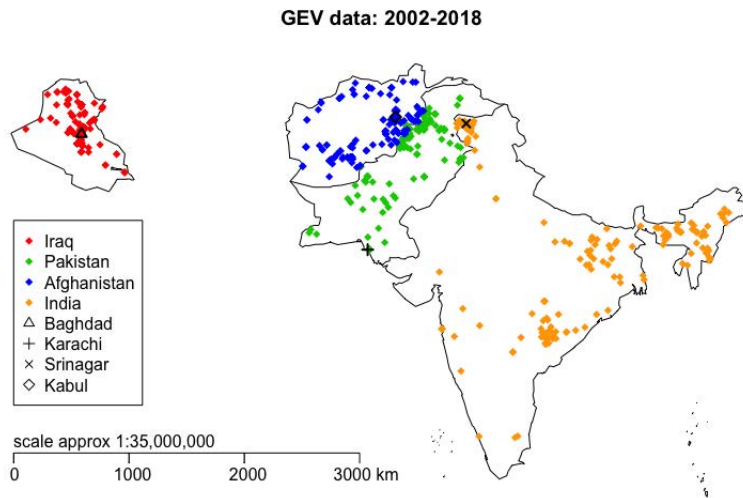 GEV data: 2002-2018
Iraq
Pakistan
Afghanistan
India
Baghdad
Karachi
Srinagar
Kabul
scale approx 1:35,000,000
0 1000 2000 3000 km